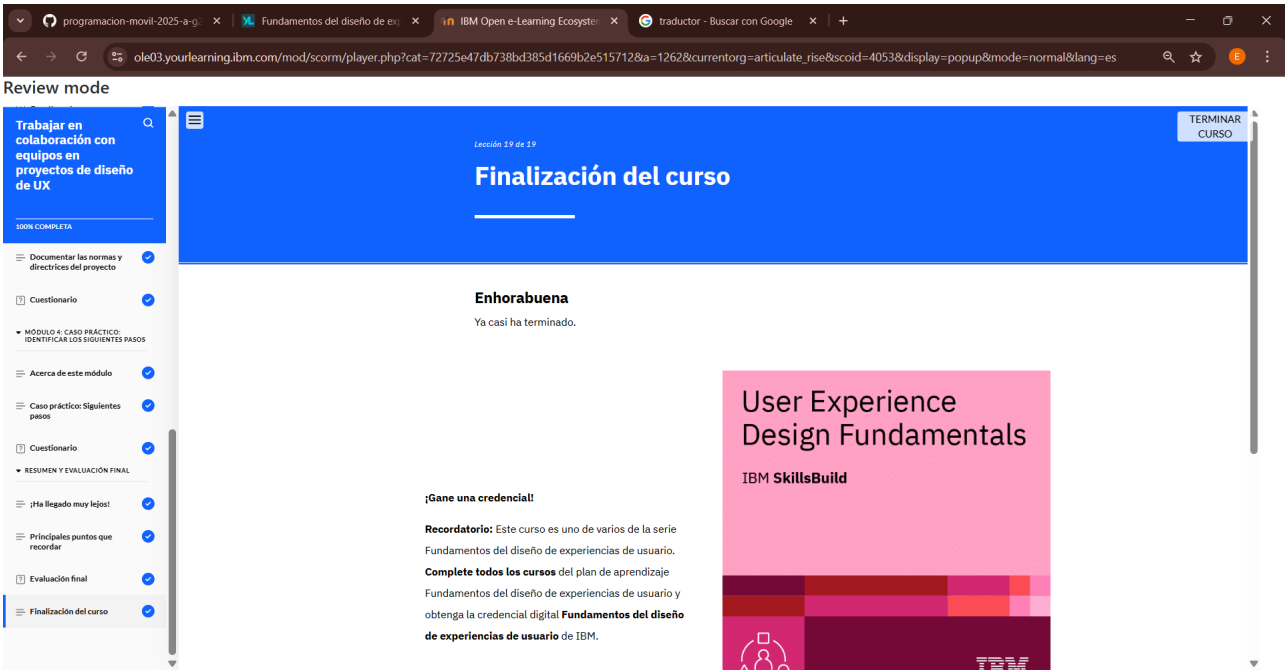 programacion-movil-2025-a-g2
Fundamentos del diseño de exp
IBM Open e-Learning Ecosystem
traductor - Buscar con Google
ole03.yourlearning.ibm.com/mod/scorm/player.php?cat=72725e47db738bd385d1669b2e515712&a=1262&currentorg=articulate_rise&scoid=4053&display=popup&mode=normal&lang=es
E
Review mode
Trabajar en
colaboración con
equipos en
proyectos de diseño
de UX
100% COMPLETA
Documentar las normas y
directrices del proyecto
Cuestionario
MÓDULO 4: CASO PRÁCTICO:
IDENTIFICAR LOS SIGUIENTES PASOS
Acerca de este módulo
Caso práctico: Siguientes
pasos
Cuestionario
RESUMEN Y EVALUACIÓN FINAL
¡Ha llegado muy lejos!
Principales puntos que
recordar
Evaluación final
Finalización del curso
TERMINAR
CURSO
Lección 19 de 19
Finalización del curso
Enhorabuena
Ya casi ha terminado.
¡Gane una credencial!
Recordatorio: Este curso es uno de varios de la serie
Fundamentos del diseño de experiencias de usuario.
Complete todos los cursos del plan de aprendizaje
Fundamentos del diseño de experiencias de usuario y
obtenga la credencial digital Fundamentos del diseño
de experiencias de usuario de IBM.
User Experience
Design Fundamentals
IBM SkillsBuild
IBM